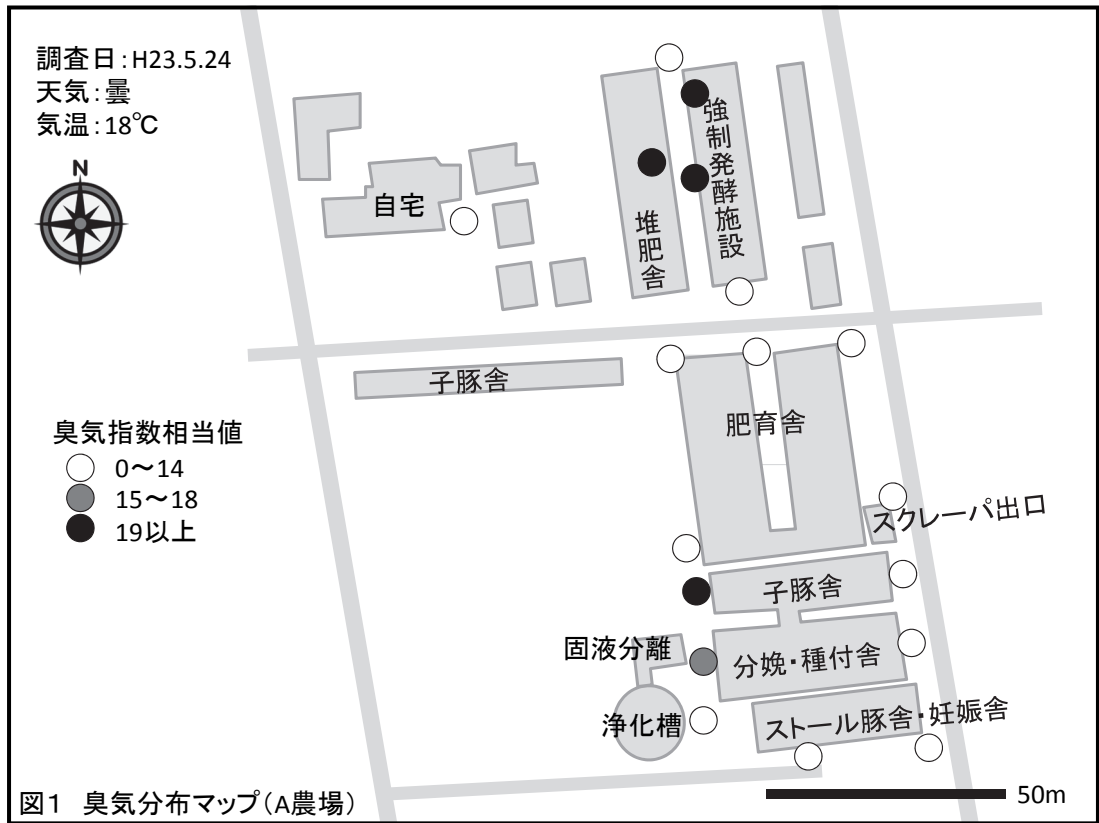 調査日：H23.5.24
天気：曇
気温：18℃
N
自宅
堆肥舎
強制発酵施設
子豚舎
肥育舎
臭気指数相当値
0～14
15～18
19以上
スクレーパ出口
子豚舎
固液分離
分娩・種付舎
浄化槽
ストール豚舎・妊娠舎
図1 臭気分布マップ（A農場）
50m